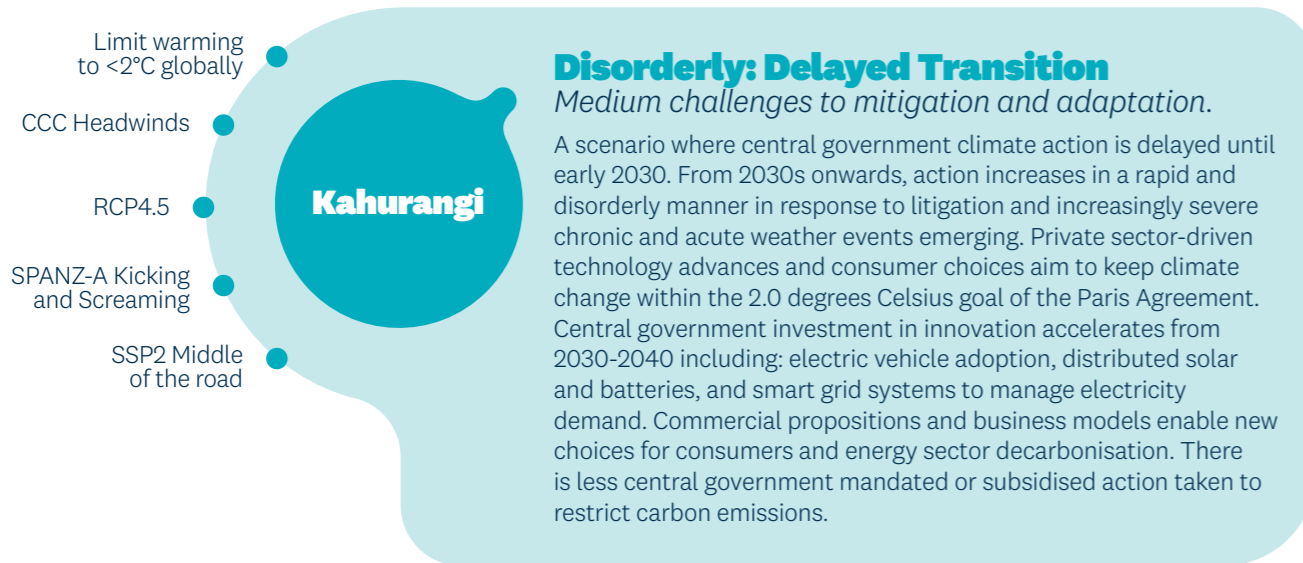 Limit warming
to <2°C globally
CCC Headwinds
RCP4.5
SPANZ-A Kicking
and Screaming
SSP2 Middle
of the road
Kahurangi
Disorderly: Delayed Transition
Medium challenges to mitigation and adaptation.
A scenario where central government climate action is delayed until
early 2030. From 2030s onwards, action increases in a rapid and
disorderly manner in response to litigation and increasingly severe
chronic and acute weather events emerging. Private sector-driven
technology advances and consumer choices aim to keep climate
change within the 2.0 degrees Celsius goal of the Paris Agreement.
Central government investment in innovation accelerates from
2030-2040 including: electric vehicle adoption, distributed solar
and batteries, and smart grid systems to manage electricity
demand. Commercial propositions and business models enable new
choices for consumers and energy sector decarbonisation. There
is less central government mandated or subsidised action taken to
restrict carbon emissions.